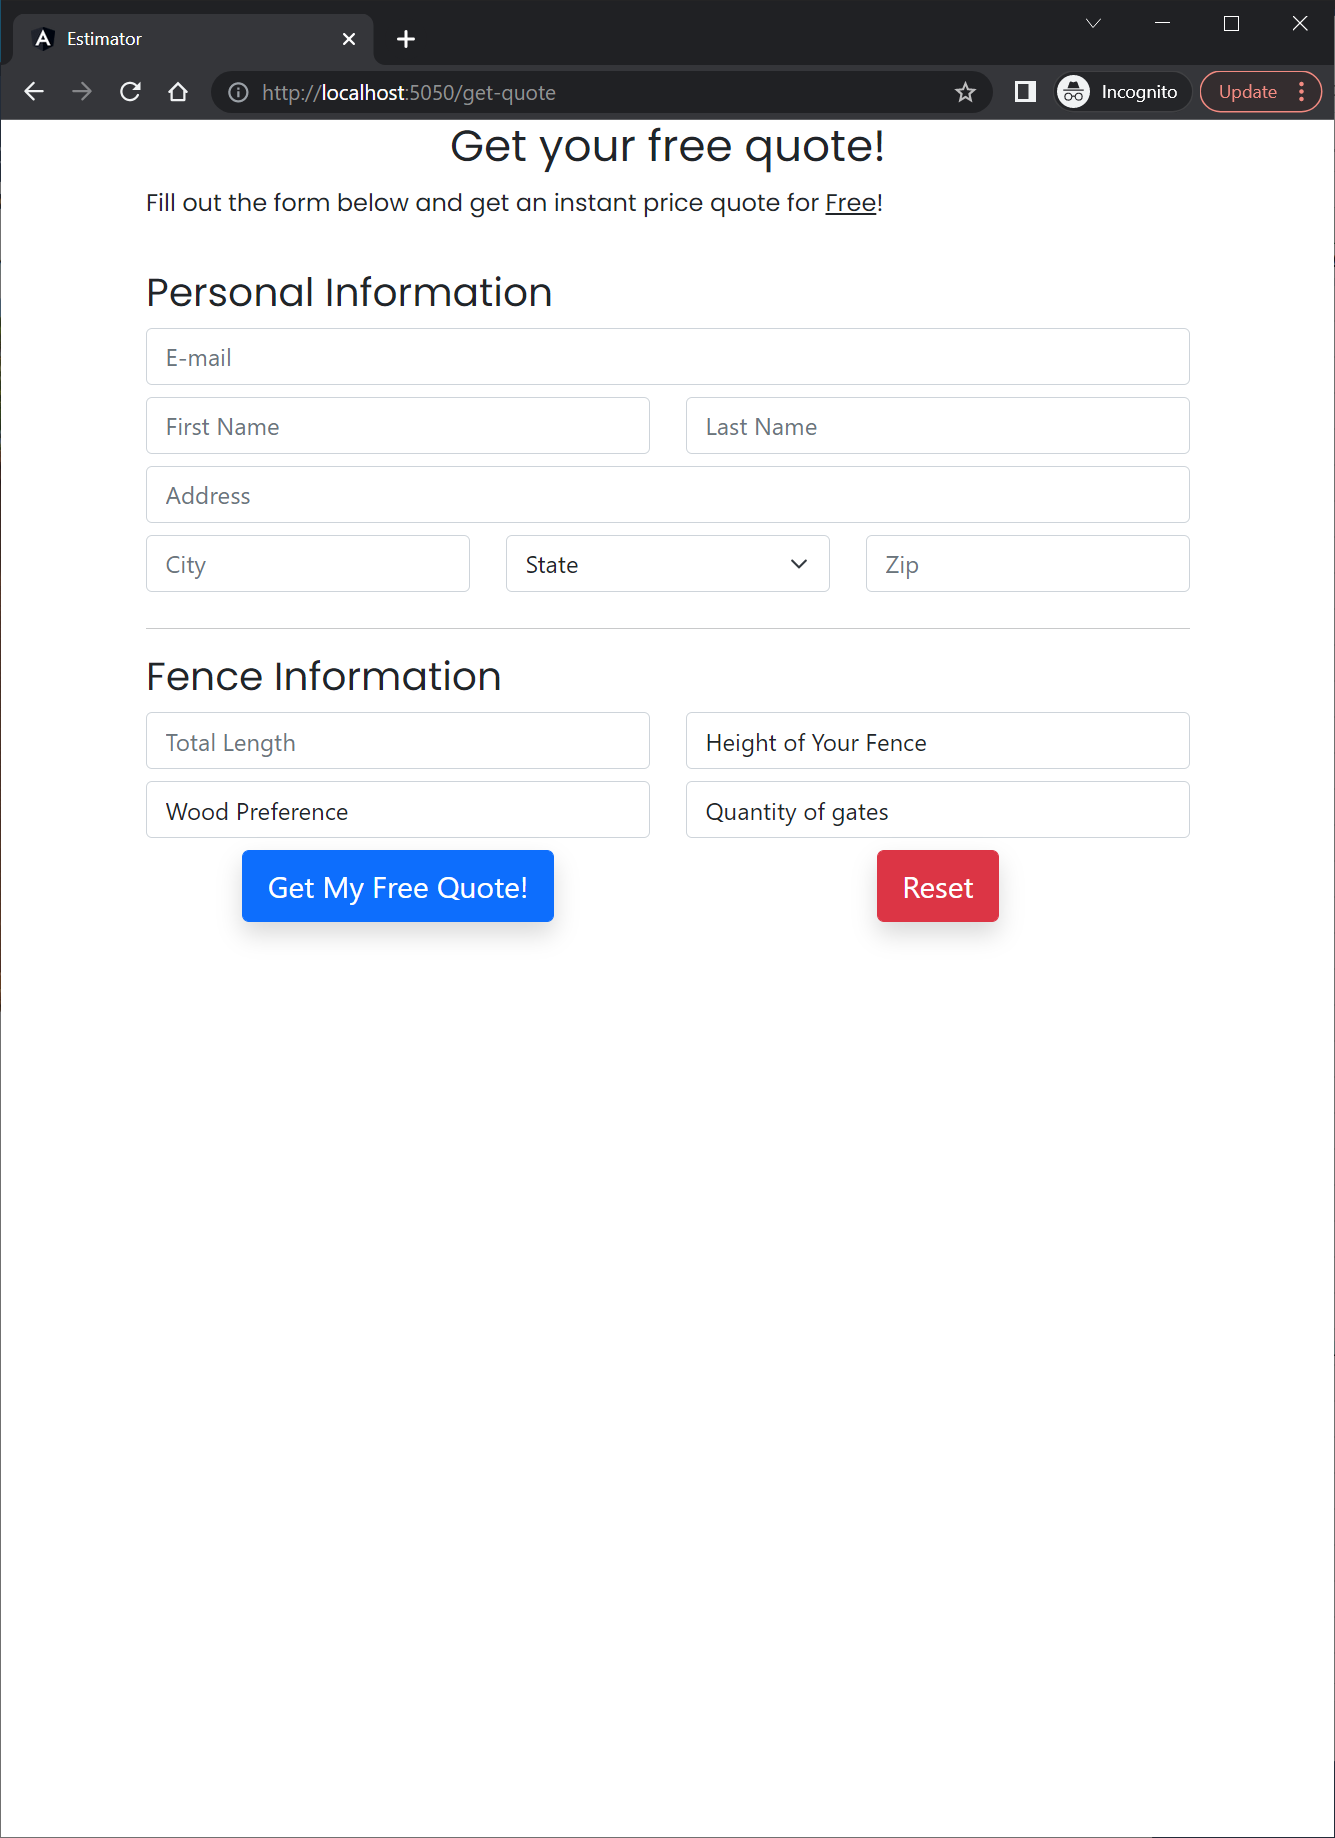 Estimator
http://localhost:5050/get-quote
Incognito
Update
Get your free quote!
Fill out the form below and get an instant price quote for Free!
Personal Information
E-mail
First Name
Last Name
Address
City
State
Zip
Fence Information
Total Length
Height of Your Fence
Wood Preference
Quantity of gates
Get My Free Quote!
Reset